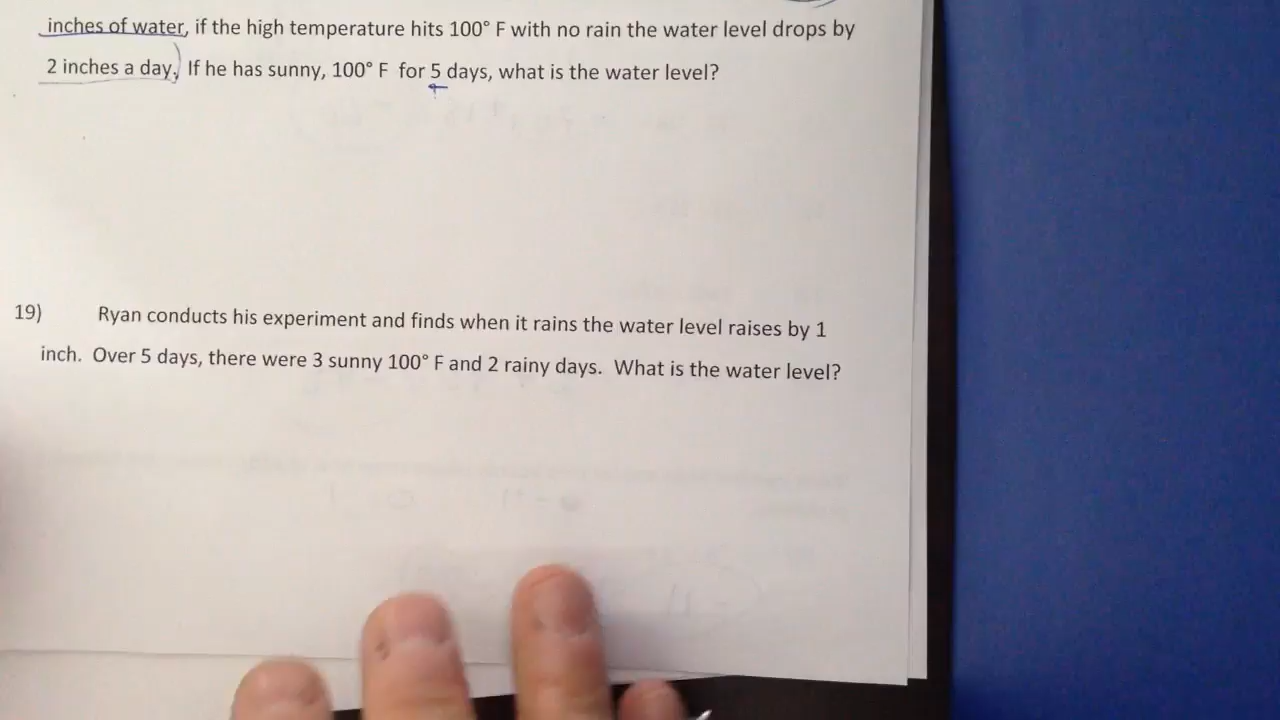 inches of water, if the high temperature hits 100° F with no rain the water level drops by
2 inches a day. If he has sunny, 100° F for 5 days, what is the water level?
19) Ryan conducts his experiment and finds when it rains the water level raises by 1
inch. Over 5 days, there were 3 sunny 100° F and 2 rainy days. What is the water level?